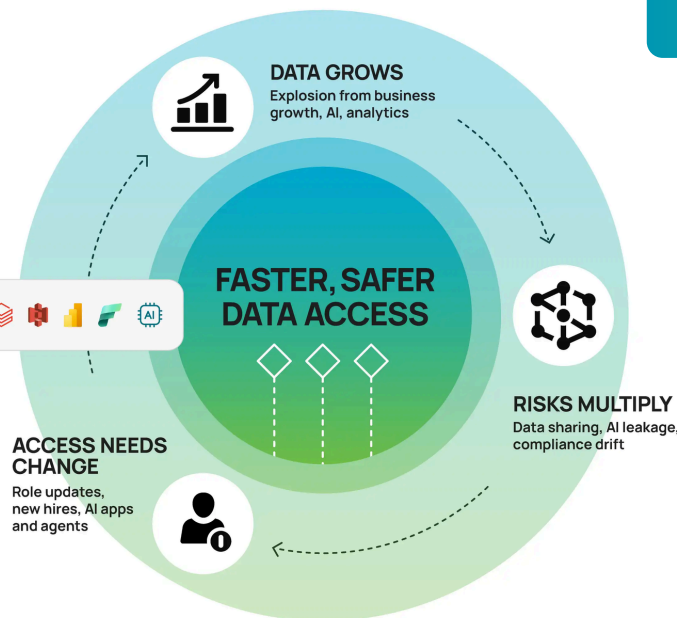 DATA GROWS
Explosion from business
growth, AI, analytics
FASTER, SAFER
DATA ACCESS
AI
RISKS MULTIPLY
Data sharing, AI leakage,
compliance drift
ACCESS NEEDS
CHANGE
Role updates,
new hires, AI apps
and agents